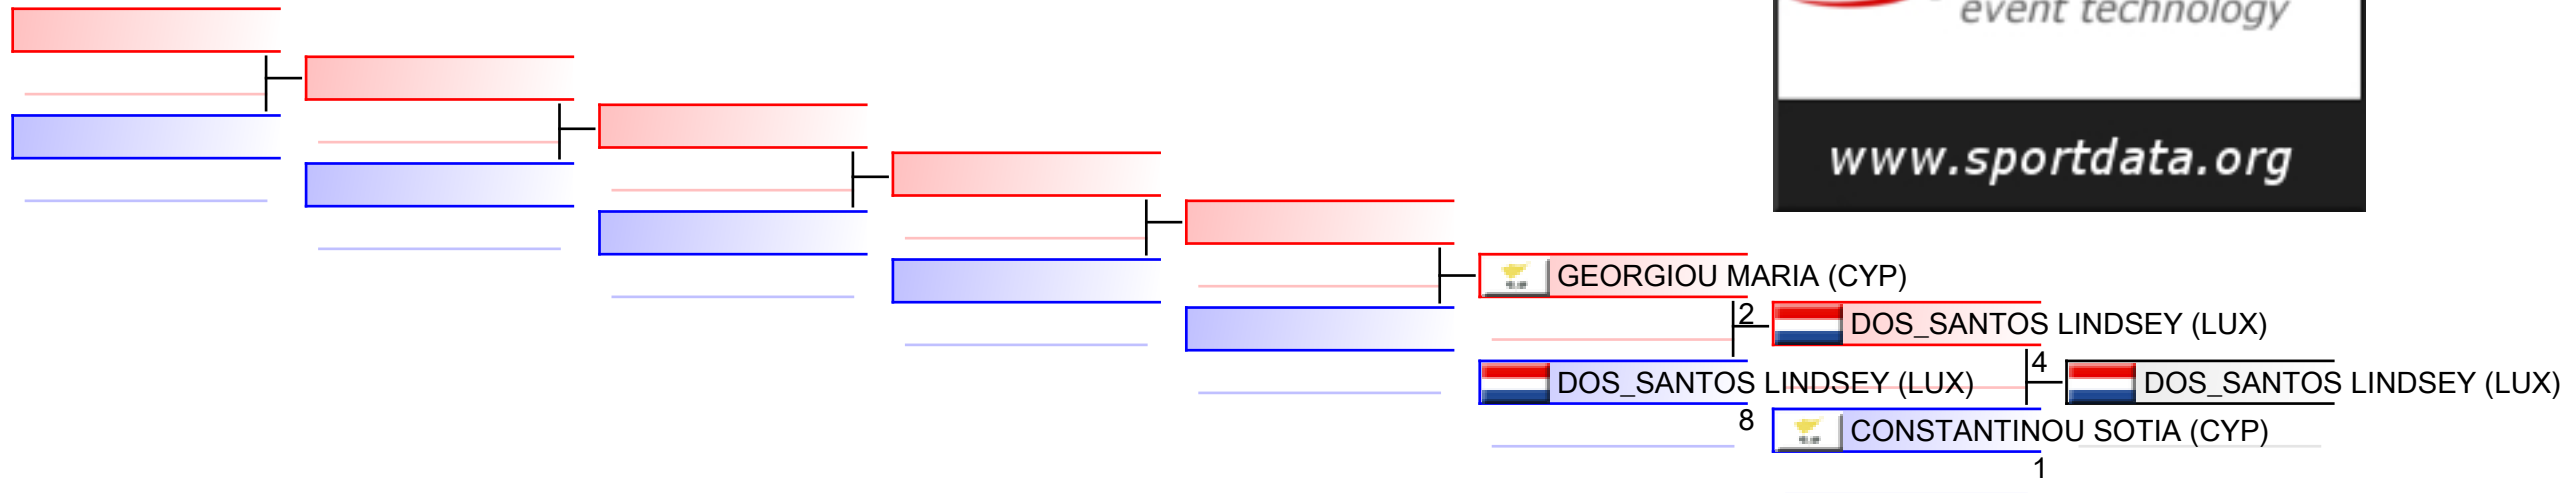 event technology
www.sportdata.org
GEORGIOU MARIA (CYP)
2
DOS_SANTOS LINDSEY (LUX)
DOS_SANTOS LINDSEY (LUX)
4
DOS_SANTOS LINDSEY (LUX)
8
CONSTANTINOU SOTIA (CYP)
1